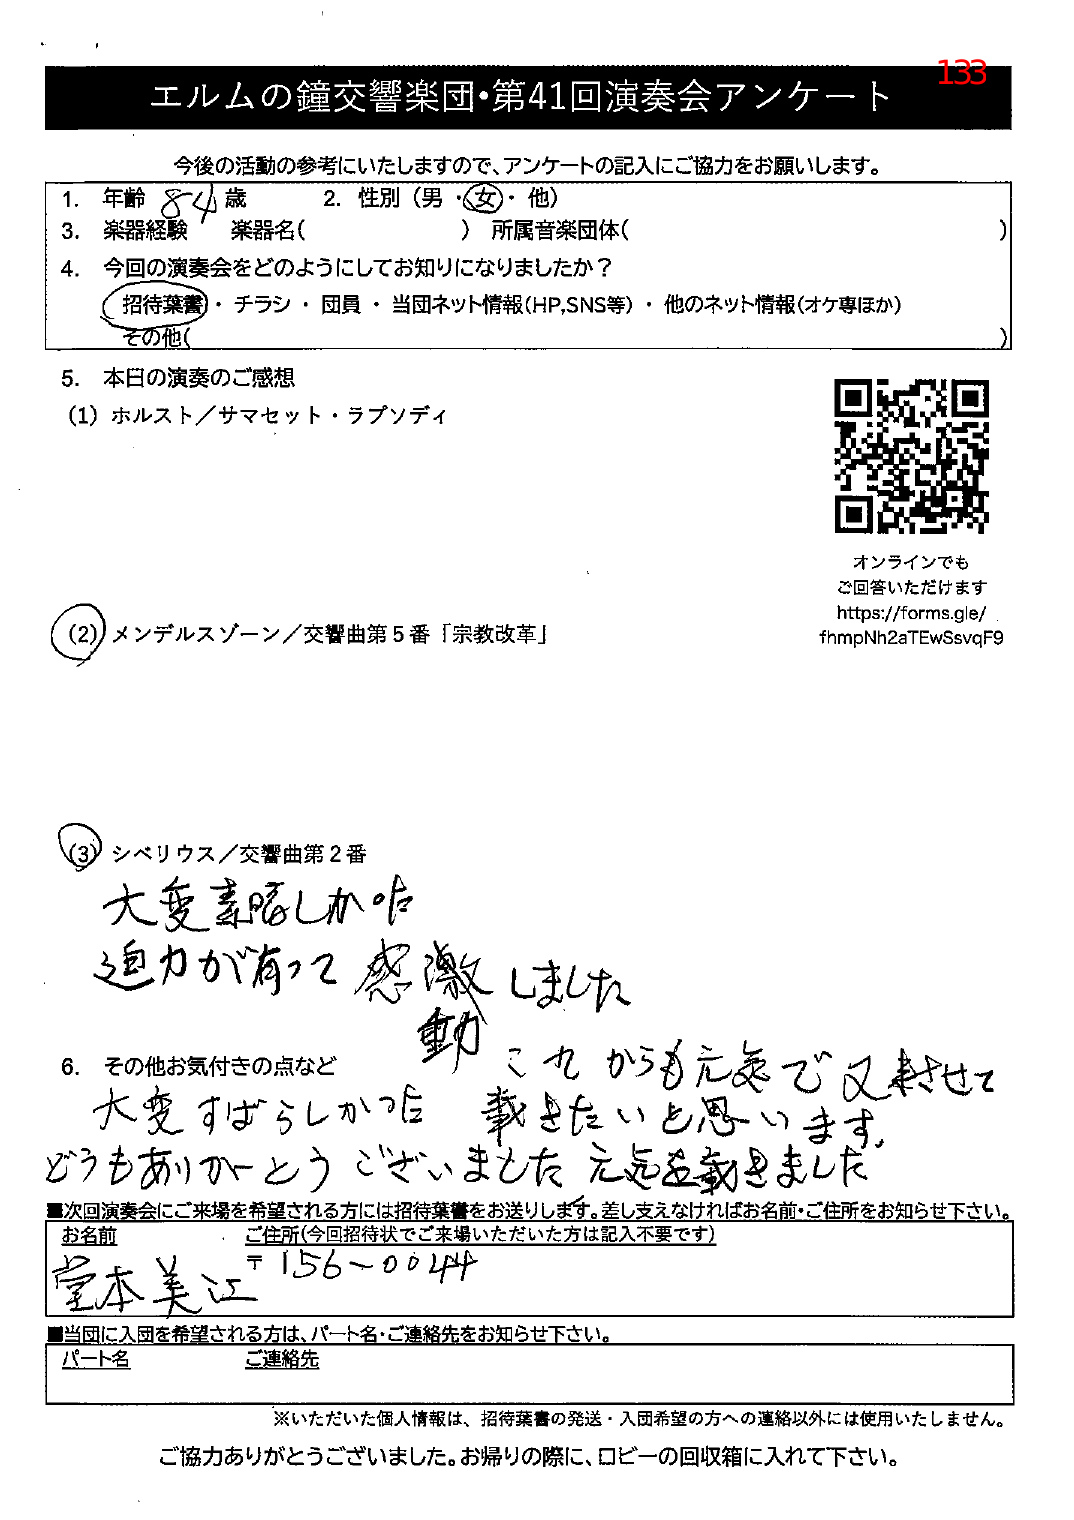 133
エルムの鐘交響楽団・第41回演奏会アンケート
今後の活動の参考にいたしますので、アンケートの記入にご協力をお願いします。
1. 年齢 84 歳 2. 性別（男・女・他）
3. 楽器経験 楽器名( ) 所属音楽団体( )
4. 今回の演奏会をどのようにしてお知りになりましたか？
招待葉書・チラシ・団員・当団ネット情報(HP,SNS等)・他のネット情報(オケ専ほか)
その他( )
5. 本日の演奏のご感想
(1) ホルスト／サマセット・ラプソディ
オンラインでも
ご回答いただけます
https://forms.gle/
fhmpNh2aTEwSsvqF9
(2) メンデルスゾーン／交響曲第５番「宗教改革」
(3) シベリウス／交響曲第２番
大変素晴しかった
迫力が有って感激しました
動
6. その他お気付きの点など
これからも元気で又来させて
大変すばらしかった 載きたいと思います。
どうもありがーとうございました 元気を載きました
■次回演奏会にご来場を希望される方には招待葉書をお送りします。差し支えなければお名前・ご住所をお知らせ下さい。
お名前 ご住所(今回招待状でご来場いただいた方は記入不要です)
堂本美江 〒156-0044
■当団に入団を希望される方は、パート名・ご連絡先をお知らせ下さい。
パート名 ご連絡先
※いただいた個人情報は、招待葉書の発送・入団希望の方への連絡以外には使用いたしません。
ご協力ありがとうございました。お帰りの際に、ロビーの回収箱に入れて下さい。